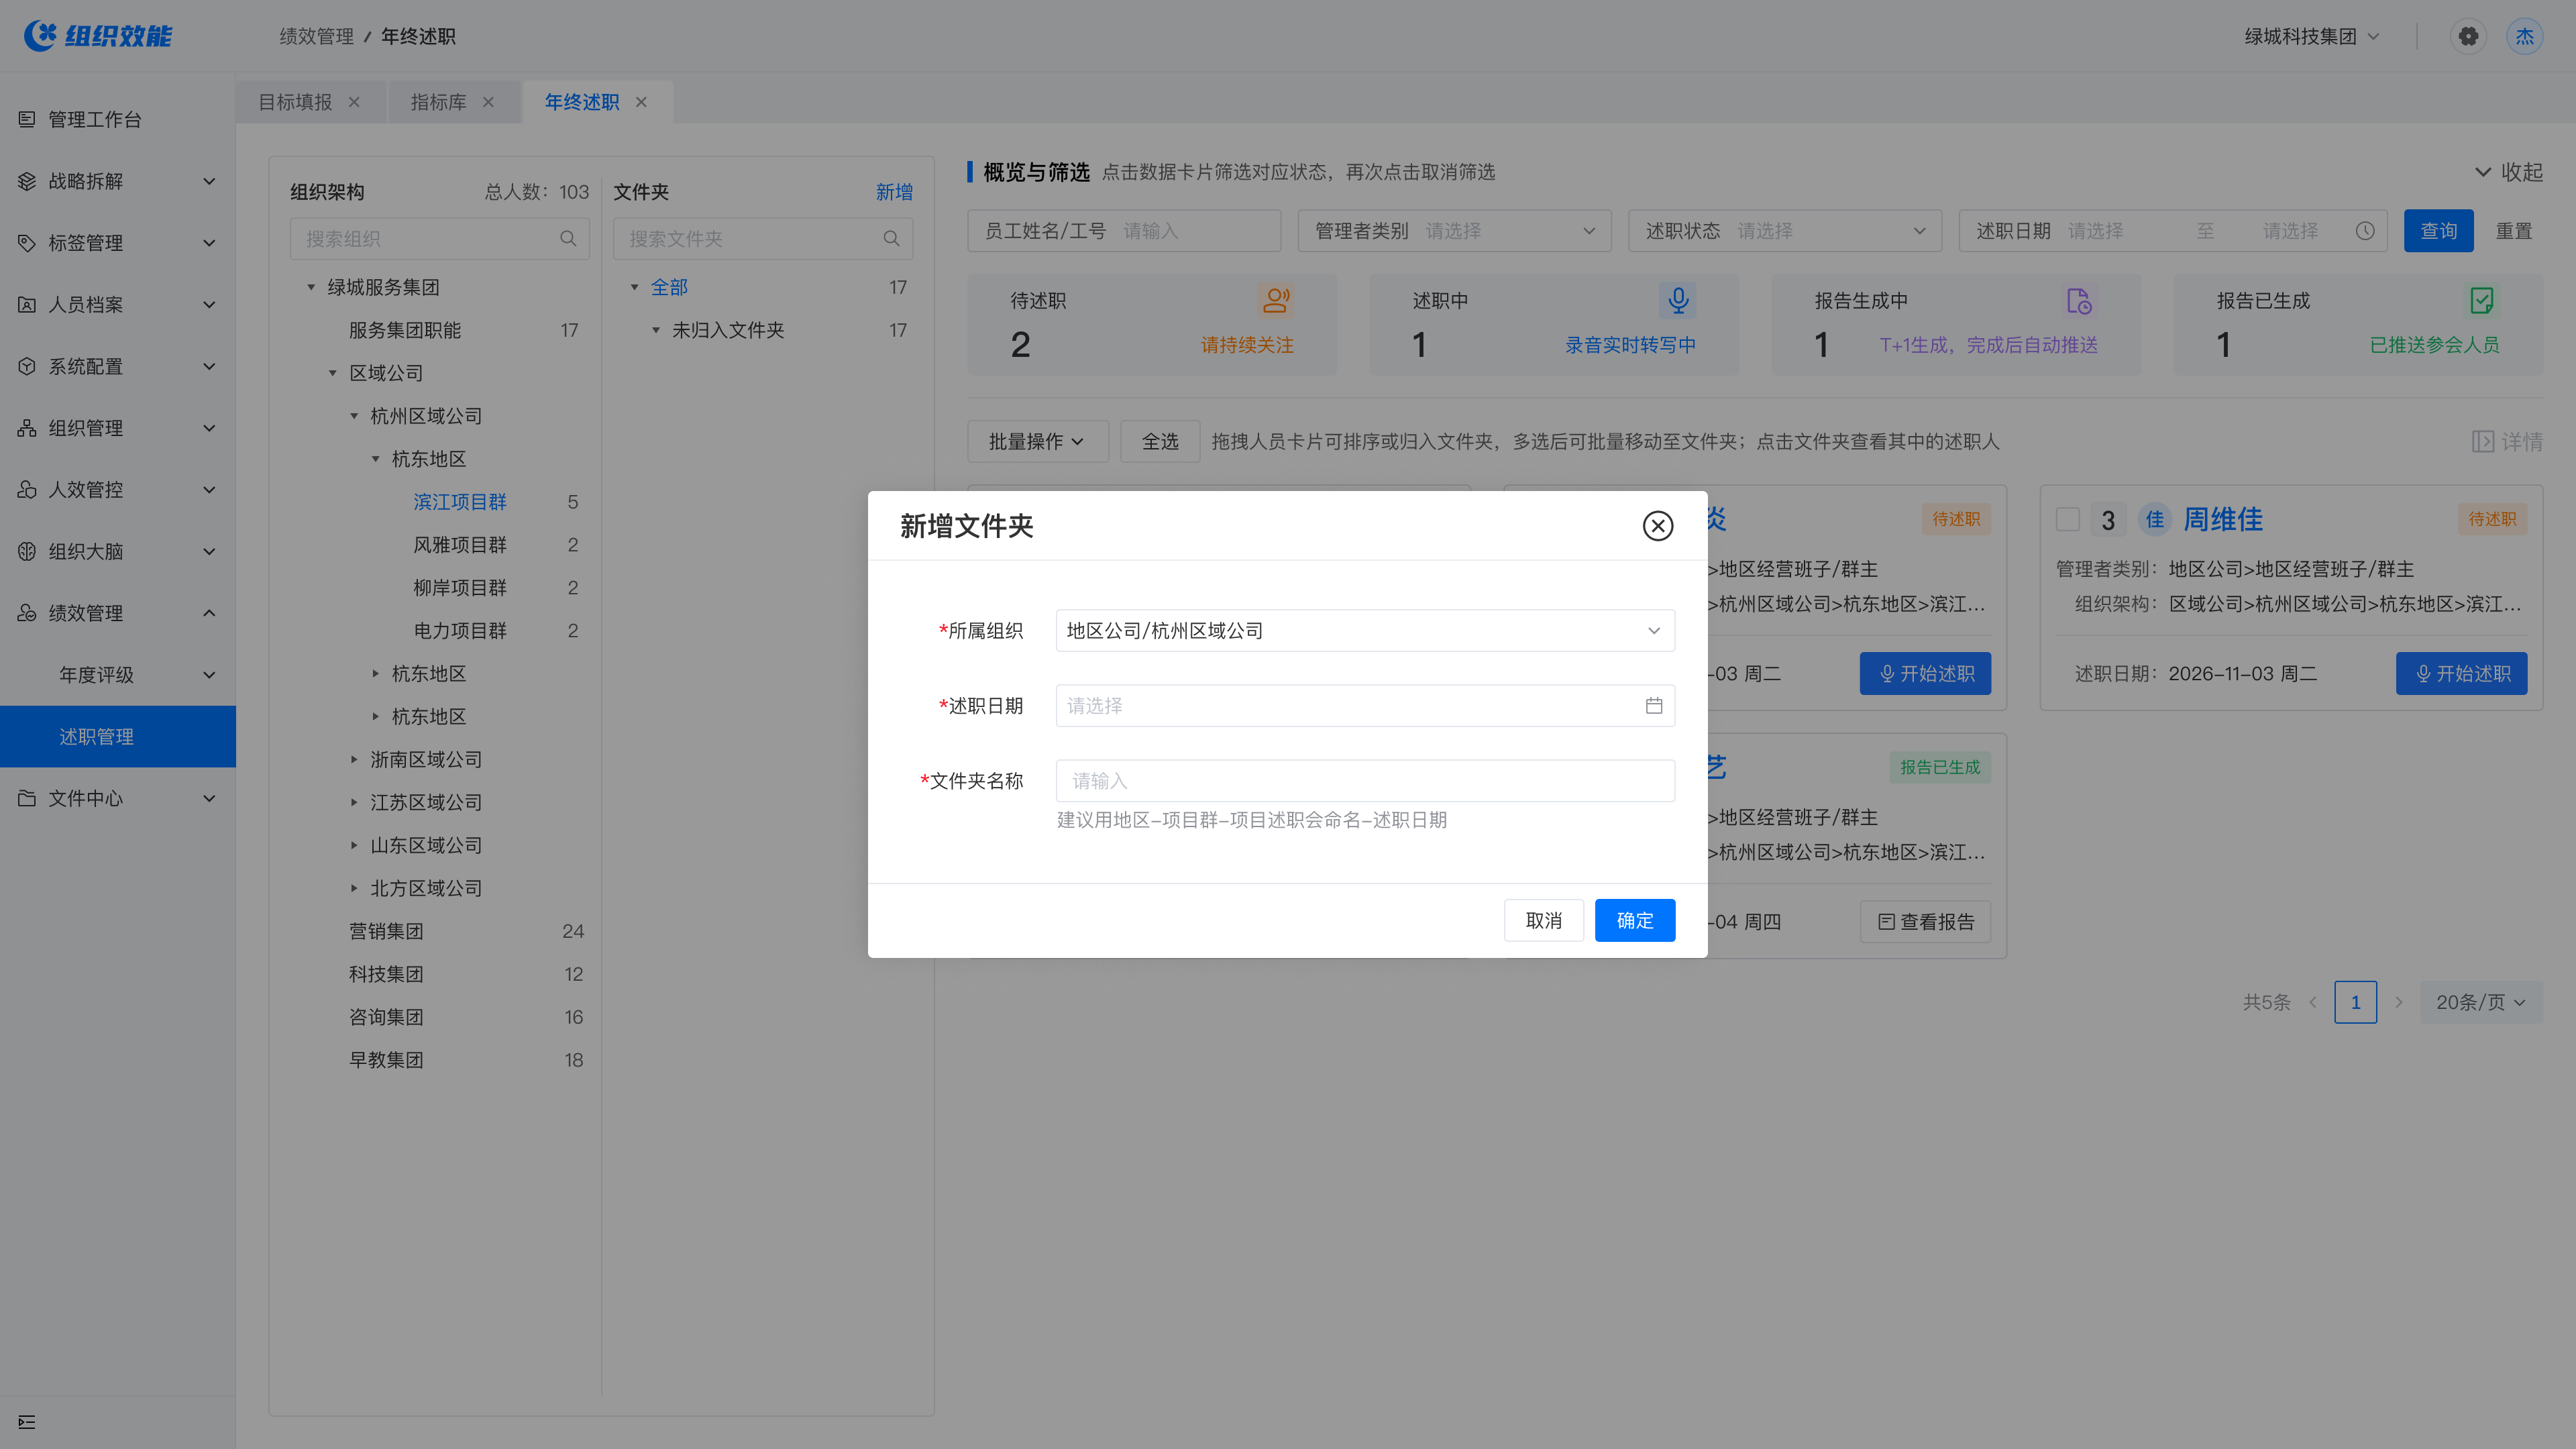 组织效能
绩效管理 / 年终述职
绿城科技集团
杰
管理工作台
战略拆解
标签管理
人员档案
系统配置
组织管理
人效管控
组织大脑
绩效管理
年度评级
述职管理
文件中心
目标填报
指标库
年终述职
组织架构 总人数：103
搜索组织
绿城服务集团
服务集团职能 17
区域公司
杭州区域公司
杭东地区
滨江项目群 5
风雅项目群 2
柳岸项目群 2
电力项目群 2
杭东地区
杭东地区
浙南区域公司
江苏区域公司
山东区域公司
北方区域公司
营销集团 24
科技集团 12
咨询集团 16
早教集团 18
文件夹 新增
搜索文件夹
全部 17
未归入文件夹 17
概览与筛选 点击数据卡片筛选对应状态，再次点击取消筛选
收起
员工姓名/工号 请输入
管理者类别 请选择
述职状态 请选择
述职日期 请选择 至 请选择
查询
重置
待述职
2 请持续关注
述职中
1 录音实时转写中
报告生成中
1 T+1生成，完成后自动推送
报告已生成
1 已推送参会人员
批量操作
全选
拖拽人员卡片可排序或归入文件夹，多选后可批量移动至文件夹；点击文件夹查看其中的述职人
详情
炎 待述职
>地区经营班子/群主
>杭州区域公司>杭东地区>滨江...
-03 周二
开始述职
3 佳 周维佳 待述职
管理者类别：地区公司>地区经营班子/群主
组织架构：区域公司>杭州区域公司>杭东地区>滨江...
述职日期：2026-11-03 周二
开始述职
艺 报告已生成
>地区经营班子/群主
>杭州区域公司>杭东地区>滨江...
-04 周四
查看报告
共5条
1
20条/页
新增文件夹
*所属组织 地区公司/杭州区域公司
*述职日期 请选择
*文件夹名称 请输入
建议用地区-项目群-项目述职会命名-述职日期
取消
确定